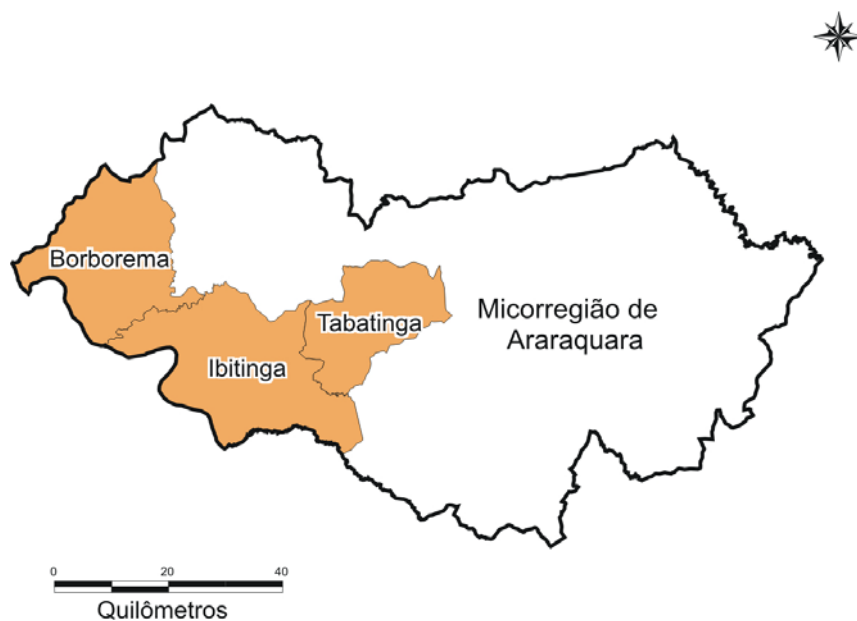 Borborema
Tabatinga
Ibitinga
Micorregião de
Araraquara
0 20 40
Quilômetros